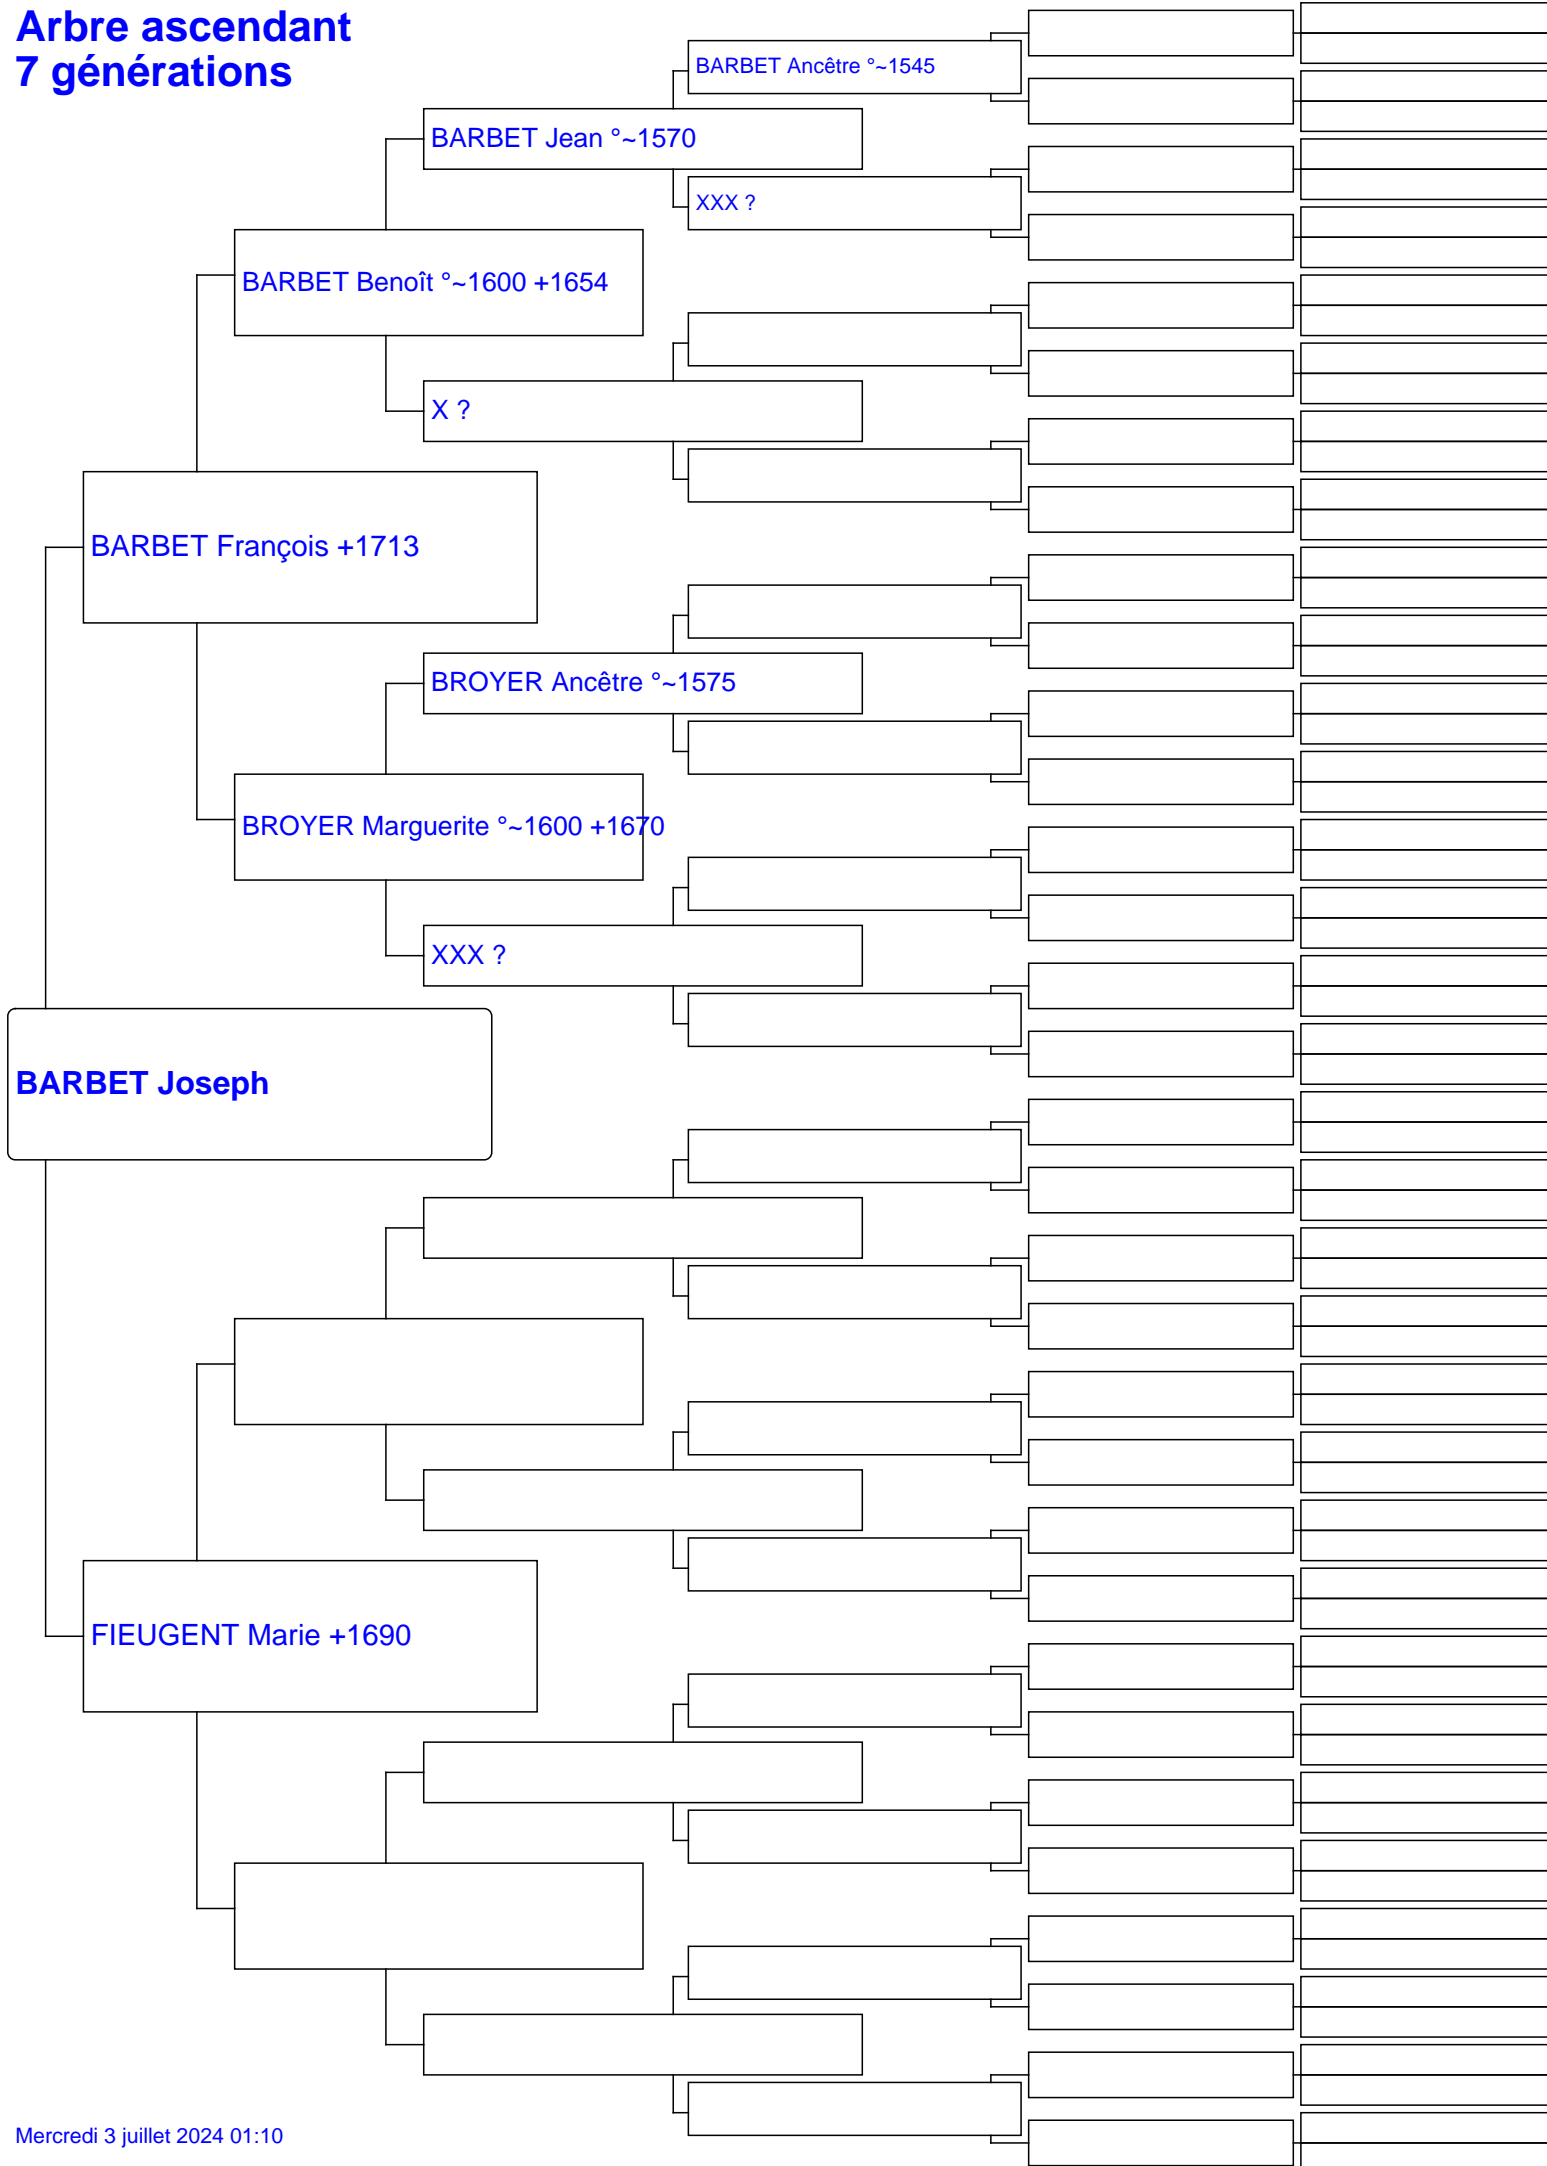 Arbre ascendant
7 générations
BARBET Ancêtre °~1545
BARBET Jean °~1570
XXX ?
BARBET Benoît °~1600 +1654
X ?
BARBET François +1713
BROYER Ancêtre °~1575
BROYER Marguerite °~1600 +1670
XXX ?
BARBET Joseph
FIEUGENT Marie +1690
Mercredi 3 juillet 2024 01:10